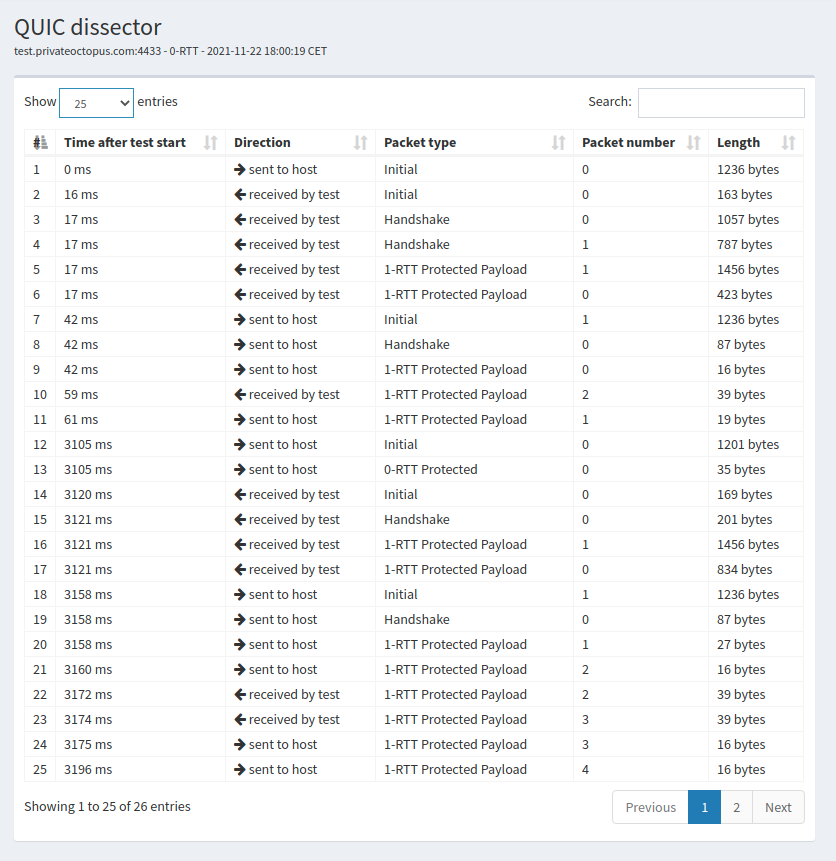 QUIC dissector
test.privateoctopus.com:4433 - 0-RTT - 2021-11-22 18:00:19 CET
Show 25 entries Search:
# Time after test start Direction Packet type Packet number Length
1 0 ms → sent to host Initial 0 1236 bytes
2 16 ms ← received by test Initial 0 163 bytes
3 17 ms ← received by test Handshake 0 1057 bytes
4 17 ms ← received by test Handshake 1 787 bytes
5 17 ms ← received by test 1-RTT Protected Payload 1 1456 bytes
6 17 ms ← received by test 1-RTT Protected Payload 0 423 bytes
7 42 ms → sent to host Initial 1 1236 bytes
8 42 ms → sent to host Handshake 0 87 bytes
9 42 ms → sent to host 1-RTT Protected Payload 0 16 bytes
10 59 ms ← received by test 1-RTT Protected Payload 2 39 bytes
11 61 ms → sent to host 1-RTT Protected Payload 1 19 bytes
12 3105 ms → sent to host Initial 0 1201 bytes
13 3105 ms → sent to host 0-RTT Protected 0 35 bytes
14 3120 ms ← received by test Initial 0 169 bytes
15 3121 ms ← received by test Handshake 0 201 bytes
16 3121 ms ← received by test 1-RTT Protected Payload 1 1456 bytes
17 3121 ms ← received by test 1-RTT Protected Payload 0 834 bytes
18 3158 ms → sent to host Initial 1 1236 bytes
19 3158 ms → sent to host Handshake 0 87 bytes
20 3158 ms → sent to host 1-RTT Protected Payload 1 27 bytes
21 3160 ms → sent to host 1-RTT Protected Payload 2 16 bytes
22 3172 ms ← received by test 1-RTT Protected Payload 2 39 bytes
23 3174 ms ← received by test 1-RTT Protected Payload 3 39 bytes
24 3175 ms → sent to host 1-RTT Protected Payload 3 16 bytes
25 3196 ms → sent to host 1-RTT Protected Payload 4 16 bytes
Showing 1 to 25 of 26 entries Previous 1 2 Next